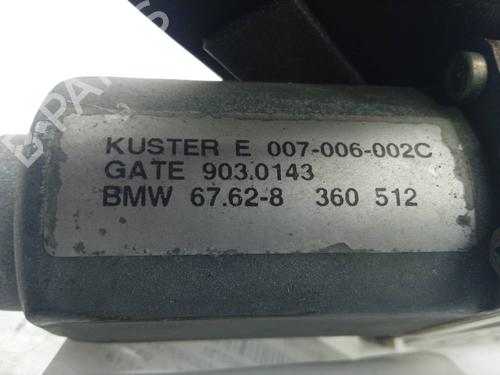 KUSTER E 007-006-002C
GATE 903.0143
BMW 67.62-8 360 512